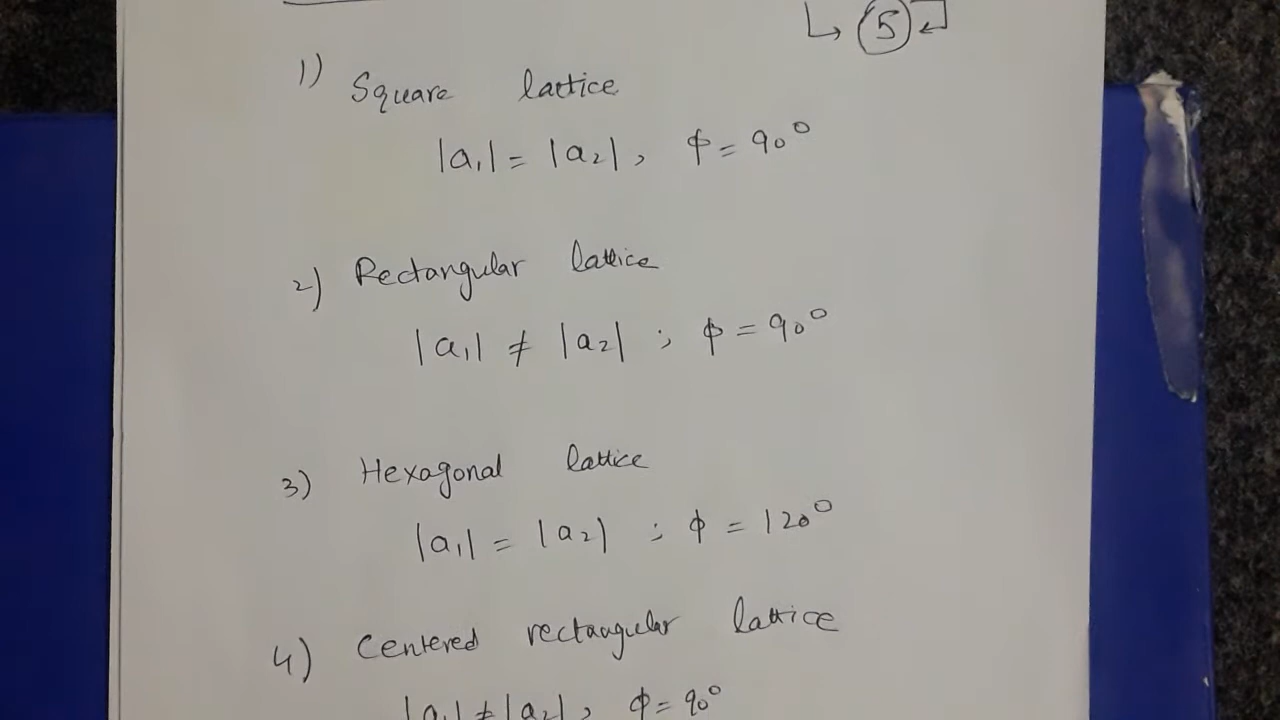 ↳ 5 ↵
1) Square lattice
|a₁| = |a₂|, ϕ = 90°
2) Rectangular lattice
|a₁| ≠ |a₂| ; ϕ = 90°
3) Hexagonal lattice
|a₁| = |a₂| ; ϕ = 120°
4) Centered rectangular lattice
|a₁| ≠ |a₂|, ϕ = 90°